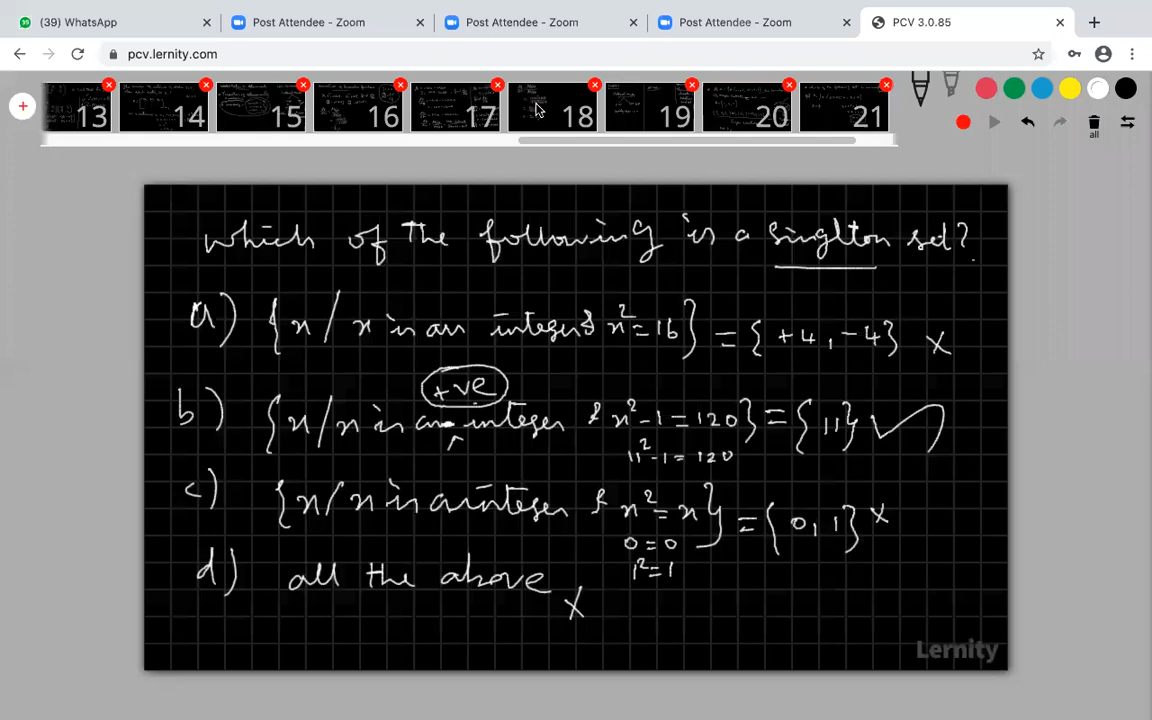 (39) WhatsApp
Post Attendee - Zoom
Post Attendee - Zoom
Post Attendee - Zoom
PCV 3.0.85
pcv.lernity.com
13 14 15 16 17 18 19 20 21
all
which of the following is a singlton set?
a) {x / x is an integer & x² = 16} = {+4, -4} ×
+ve
b) {x / x is an integer & x² - 1 = 120} = {11} ✓
11² - 1 = 120
c) {x / x is an integer & x² = x} = {0, 1} ×
0 = 0
1² = 1
d) all the above ×
Lernity